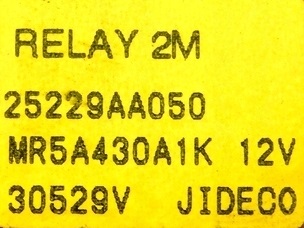 RELAY 2M
25229AA050
MR5A430A1K 12V
30529V JIDECO